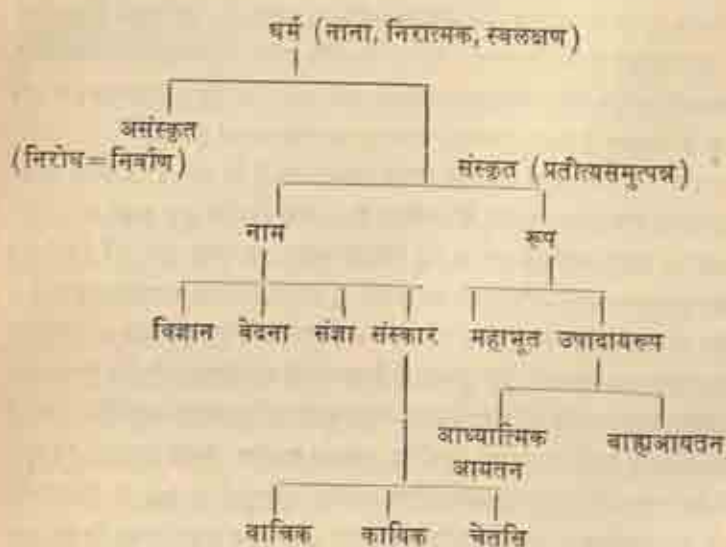 धर्म (नाना, निरात्मक, स्वलक्षण)
असंस्कृत
(निरोध=निर्वाण)
संस्कृत (प्रतीत्यसमुत्पन्न)
नाम रूप
विज्ञान वेदना संज्ञा संस्कार महाभूत उपादायरूप
आध्यात्मिक
आयतन
बाह्यआयतन
वाचिक कायिक चेतसि